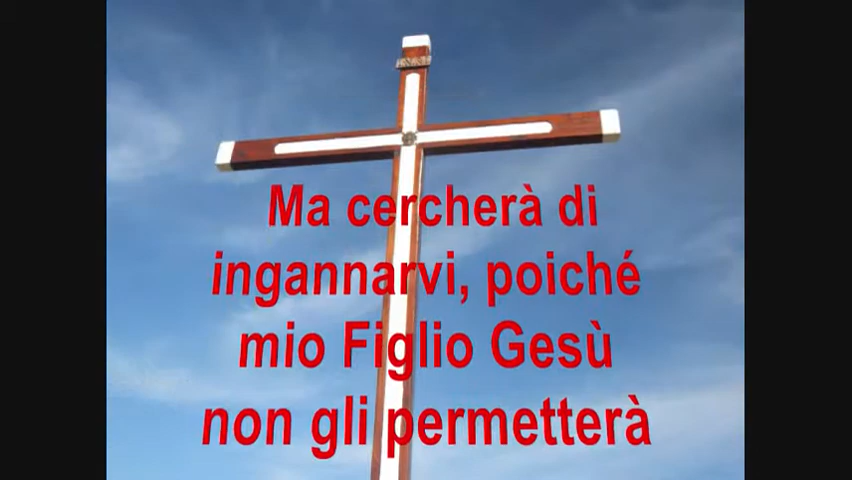 Ma cercherà di
ingannarvi, poiché
mio Figlio Gesù
non gli permetterà